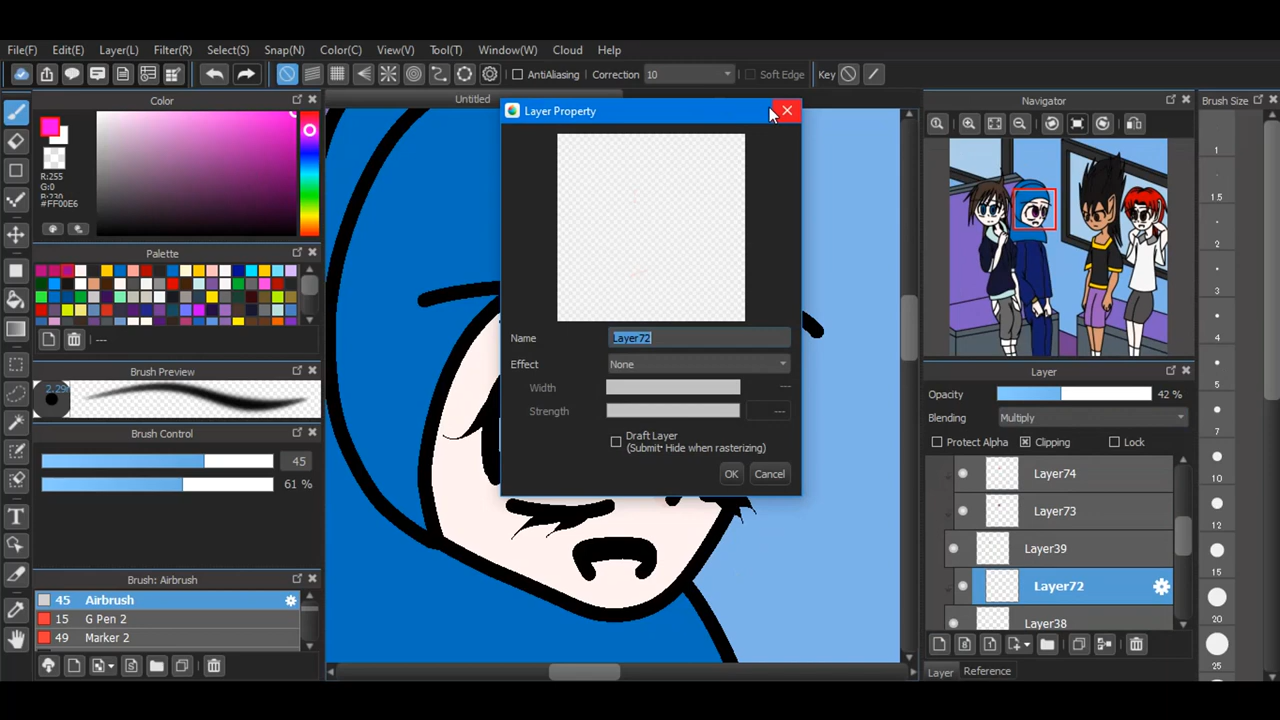 File(F) Edit(E) Layer(L) Filter(R) Select(S) Snap(N) Color(C) View(V) Tool(T) Window(W) Cloud Help
AntiAliasing Correction 10 Soft Edge Key
Color
Untitled
Layer Property
Navigator
Brush Size
R:255
G:0
B:230
#FF00E6
Palette
---
Brush Preview
Brush Control
45
61 %
Brush: Airbrush
45 Airbrush
15 G Pen 2
49 Marker 2
Name Layer72
Effect None
Width ---
Strength ---
Draft Layer
(Submit・Hide when rasterizing)
OK Cancel
Layer
Opacity 42 %
Blending Multiply
Protect Alpha Clipping Lock
Layer74
Layer73
Layer39
Layer72
Layer38
Layer Reference
1
1.5
2
3
4
5
7
10
12
15
20
25